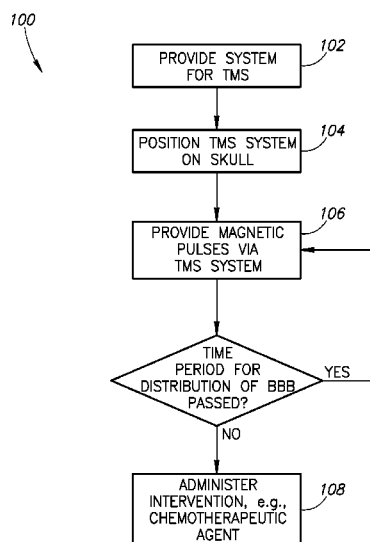 100
102
PROVIDE SYSTEM
FOR TMS
104
POSITION TMS SYSTEM
ON SKULL
106
PROVIDE MAGNETIC
PULSES VIA
TMS SYSTEM
TIME
PERIOD FOR
DISTRIBUTION OF BBB
PASSED?
YES
NO
108
ADMINISTER
INTERVENTION, e.g.,
CHEMOTHERAPEUTIC
AGENT